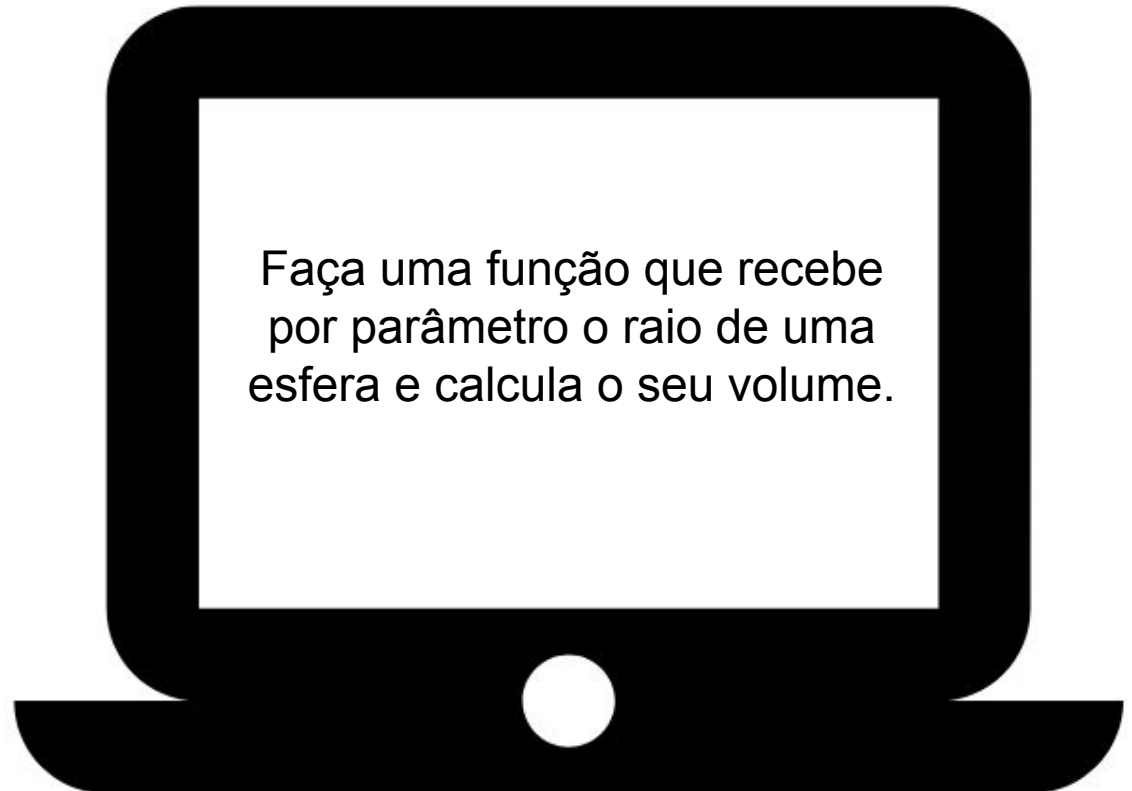 Faça uma função que recebe
por parâmetro o raio de uma
esfera e calcula o seu volume.